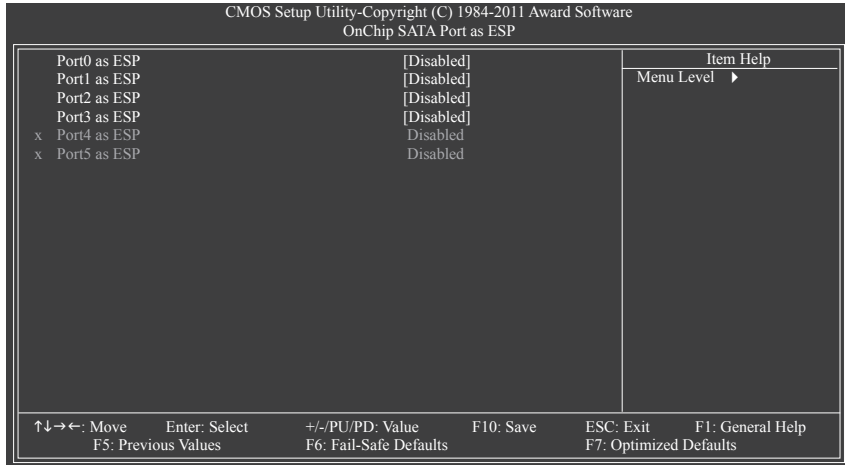 CMOS Setup Utility-Copyright (C) 1984-2011 Award Software
OnChip SATA Port as ESP
Port0 as ESP [Disabled]
Port1 as ESP [Disabled]
Port2 as ESP [Disabled]
Port3 as ESP [Disabled]
x Port4 as ESP Disabled
x Port5 as ESP Disabled
Item Help
Menu Level ▶
↑↓→←: Move Enter: Select +/-/PU/PD: Value F10: Save ESC: Exit F1: General Help
F5: Previous Values F6: Fail-Safe Defaults F7: Optimized Defaults